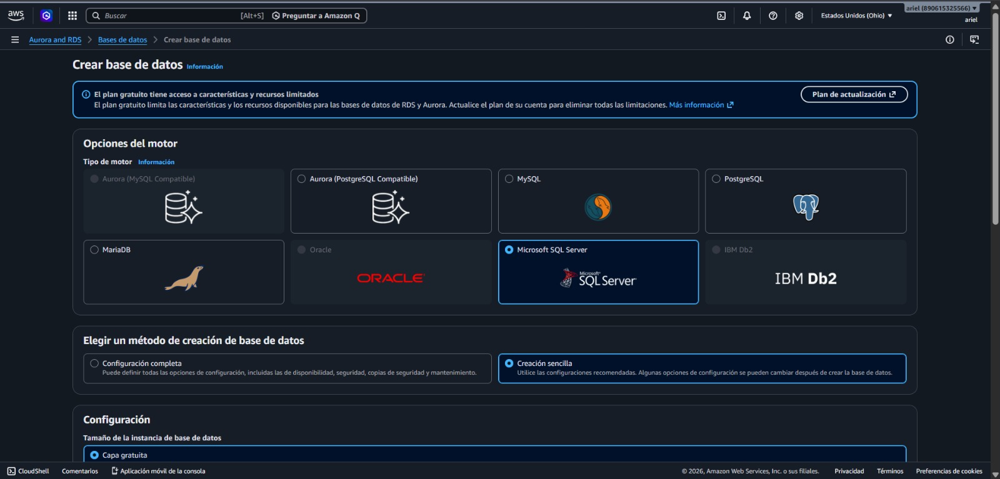 aws
Buscar [Alt+S] Preguntar a Amazon Q
Estados Unidos (Ohio)
ariel (890615325566)
ariel
Aurora and RDS
Bases de datos
Crear base de datos
Crear base de datos Información
El plan gratuito tiene acceso a características y recursos limitados
El plan gratuito limita las características y los recursos disponibles para las bases de datos de RDS y Aurora. Actualice el plan de su cuenta para eliminar todas las limitaciones. Más información
Plan de actualización
Opciones del motor
Tipo de motor Información
Aurora (MySQL Compatible)
Aurora (PostgreSQL Compatible)
MySQL
PostgreSQL
MariaDB
Oracle
ORACLE
Microsoft SQL Server
Microsoft
SQL Server
IBM Db2
IBM Db2
Elegir un método de creación de base de datos
Configuración completa
Puede definir todas las opciones de configuración, incluidas las de disponibilidad, seguridad, copias de seguridad y mantenimiento.
Creación sencilla
Utilice las configuraciones recomendadas. Algunas opciones de configuración se pueden cambiar después de crear la base de datos.
Configuración
Tamaño de la instancia de base de datos
Capa gratuita
CloudShell
Comentarios
Aplicación móvil de la consola
© 2026, Amazon Web Services, Inc. o sus filiales.
Privacidad
Términos
Preferencias de cookies